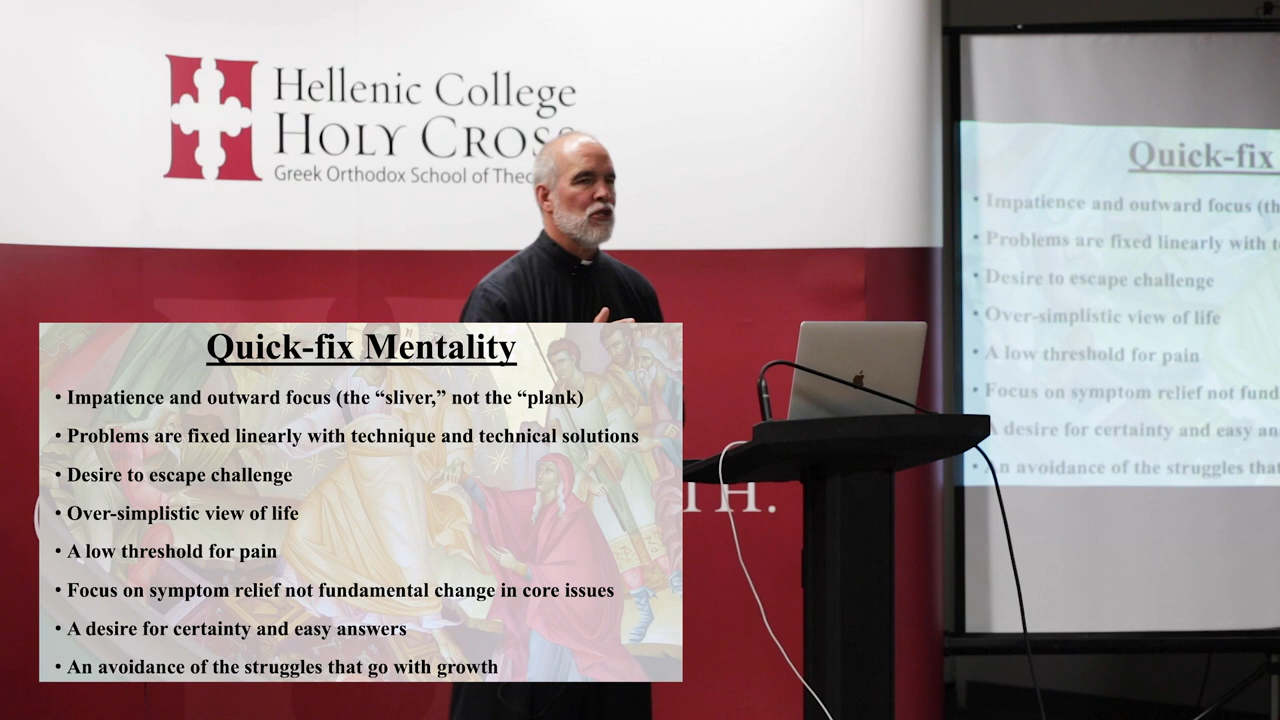 Hellenic College
HOLY CROSS
Greek Orthodox School of
Quick-fix Mentality
• Impatience and outward focus (the “sliver,” not the “plank)
• Problems are fixed linearly with technique and technical solutions
• Desire to escape challenge
• Over-simplistic view of life
• A low threshold for pain
• Focus on symptom relief not fundamental change in core issues
• A desire for certainty and easy answers
• An avoidance of the struggles that go with growth
TH.
Quick-fix
• Impatience and outward focus (th
• Problems are fixed linearly with t
• Desire to escape challenge
• Over-simplistic view of life
• A low threshold for pain
• Focus on symptom relief not fund
A desire for certainty and easy an
• An avoidance of the struggles that